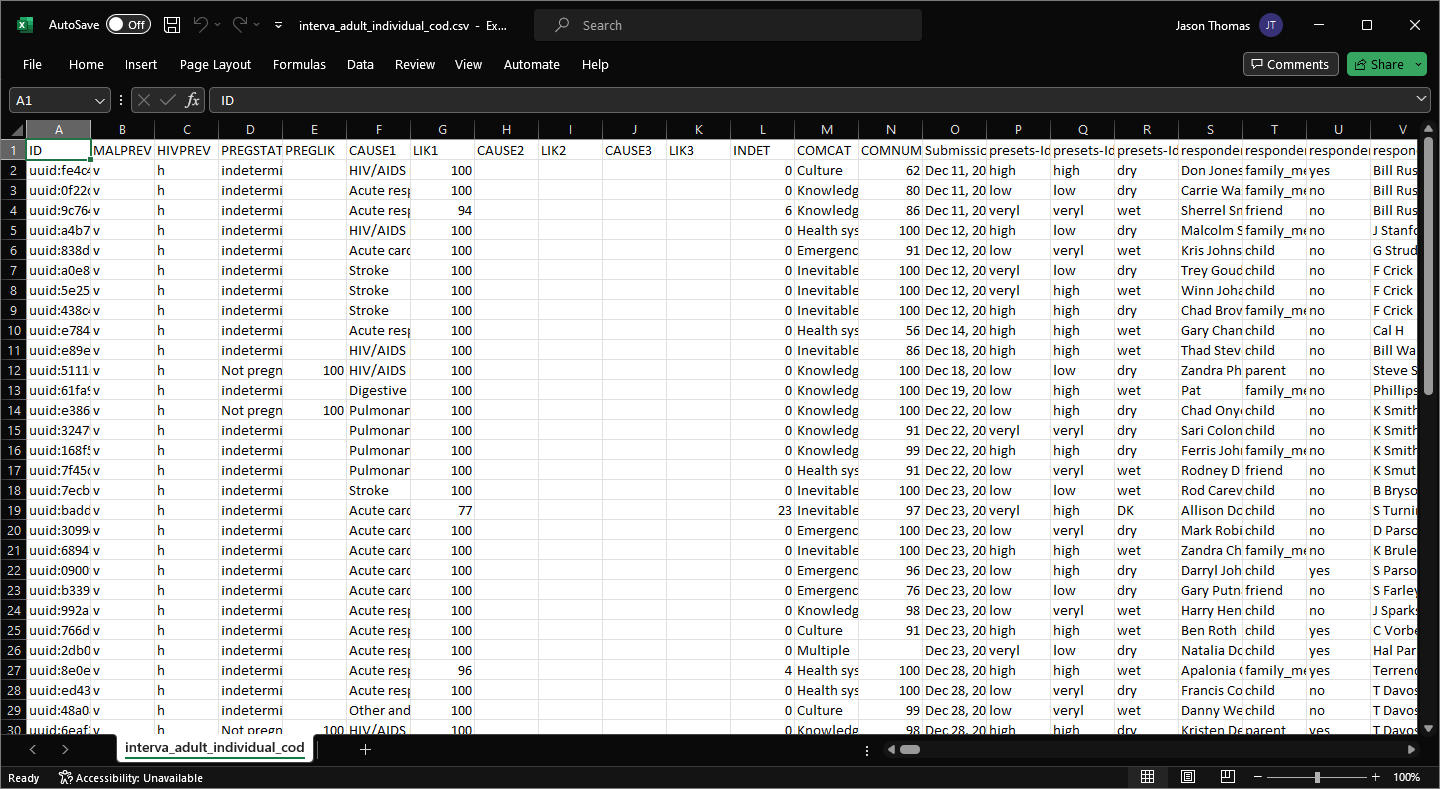 AutoSave Off interva_adult_individual_cod.csv - Ex... Search Jason Thomas JT
File Home Insert Page Layout Formulas Data Review View Automate Help Comments Share
A1 fx ID
A B C D E F G H I J K L M N O P Q R S T U V
1 ID MALPREV HIVPREV PREGSTAT PREGLIK CAUSE1 LIK1 CAUSE2 LIK2 CAUSE3 LIK3 INDET COMCAT COMNUM Submissic presets-Id presets-Id presets-Id responder responder responder respon
2 uuid:fe4c v h indetermi HIV/AIDS 100 0 Culture 62 Dec 11, 20 high high dry Don Jones family_me yes Bill Rus
3 uuid:0f22 v h indetermi Acute resp 100 0 Knowledg 80 Dec 11, 20 low low dry Carrie Wa family_me no Bill Rus
4 uuid:9c76 v h indetermi Acute resp 94 6 Knowledg 86 Dec 11, 20 veryl veryl wet Sherrel Sn friend no Bill Rus
5 uuid:a4b7 v h indetermi HIV/AIDS 100 0 Health sys 100 Dec 12, 20 high low dry Malcolm S family_me no J Stanfo
6 uuid:838d v h indetermi Acute card 100 0 Emergenc 91 Dec 12, 20 low veryl wet Kris Johns child no G Strud
7 uuid:a0e8 v h indetermi Stroke 100 0 Inevitable 100 Dec 12, 20 veryl low dry Trey Goud child no F Crick
8 uuid:5e25 v h indetermi Stroke 100 0 Inevitable 100 Dec 12, 20 veryl high wet Winn Joha child no F Crick
9 uuid:438c v h indetermi Stroke 100 0 Inevitable 100 Dec 12, 20 high high dry Chad Brov family_me no F Crick
10 uuid:e784 v h indetermi Acute resp 100 0 Health sys 56 Dec 14, 20 high high wet Gary Chan child no Cal H
11 uuid:e89e v h indetermi HIV/AIDS 100 0 Inevitable 86 Dec 18, 20 high high wet Thad Stev child no Bill Wa
12 uuid:5111 v h Not pregn 100 HIV/AIDS 100 0 Knowledg 100 Dec 18, 20 low low dry Zandra Ph parent no Steve S
13 uuid:61fa v h indetermi Digestive 100 0 Knowledg 100 Dec 19, 20 low high wet Pat family_me no Phillips
14 uuid:e386 v h Not pregn 100 Pulmonar 100 0 Knowledg 100 Dec 22, 20 low high dry Chad Onye child no K Smith
15 uuid:3247 v h indetermi Pulmonar 100 0 Knowledg 91 Dec 22, 20 veryl veryl dry Sari Colon child no K Smith
16 uuid:168f v h indetermi Pulmonar 100 0 Knowledg 99 Dec 22, 20 high high dry Ferris Joh family_me no K Smith
17 uuid:7f45 v h indetermi Pulmonar 100 0 Health sys 91 Dec 22, 20 low veryl wet Rodney D friend no K Smut
18 uuid:7ecb v h indetermi Stroke 100 0 Inevitable 100 Dec 23, 20 low low wet Rod Carew child no B Bryso
19 uuid:badd v h indetermi Acute card 77 23 Inevitable 97 Dec 23, 20 veryl high DK Allison Do child no S Turni
20 uuid:3099 v h indetermi Acute card 100 0 Emergenc 100 Dec 23, 20 low veryl dry Mark Robi child no D Parso
21 uuid:6894 v h indetermi Acute card 100 0 Inevitable 100 Dec 23, 20 high high wet Zandra Ch family_me no K Brule
22 uuid:0900 v h indetermi Acute card 100 0 Emergenc 96 Dec 23, 20 low high dry Darryl Joh child yes S Parso
23 uuid:b339 v h indetermi Acute card 100 0 Emergenc 76 Dec 23, 20 low low dry Gary Putn friend no S Farley
24 uuid:992a v h indetermi Acute resp 100 0 Knowledg 98 Dec 23, 20 low veryl wet Harry Hen child no J Spark
25 uuid:766d v h indetermi Acute resp 100 0 Culture 91 Dec 23, 20 high high wet Ben Roth child yes C Vorbe
26 uuid:2db0 v h indetermi Acute resp 100 0 Multiple Dec 23, 20 veryl low dry Natalia Do child yes Hal Par
27 uuid:8e0e v h indetermi Acute resp 96 4 Health sys 100 Dec 28, 20 high high wet Apalonia family_me yes Terren
28 uuid:ed43 v h indetermi Acute resp 100 0 Health sys 100 Dec 28, 20 low veryl dry Francis Co child no T Davos
29 uuid:48a0 v h indetermi Other and 100 0 Culture 99 Dec 28, 20 low veryl wet Danny We child no T Davos
30 uuid:6eaf v h Not pregn 100 HIV/AIDS 100 0 Knowledg 98 Dec 28, 20 high high dry Kristen De parent yes T Davos
interva_adult_individual_cod
Ready Accessibility: Unavailable 100%